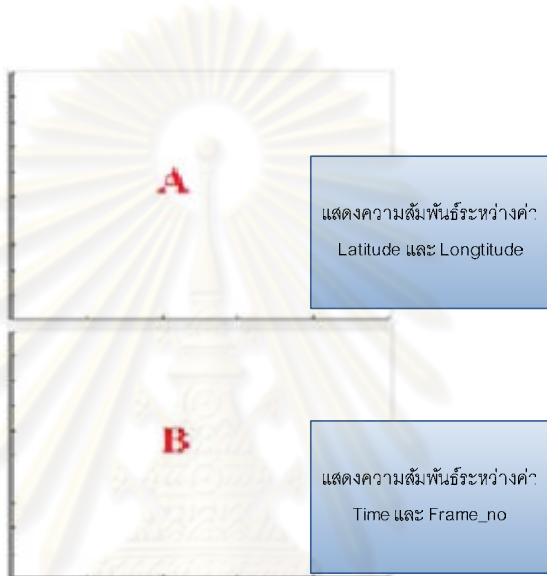 A
แสดงความสัมพันธ์ระหว่างค่า
Latitude และ Longtitude
B
แสดงความสัมพันธ์ระหว่างค่า
Time และ Frame_no